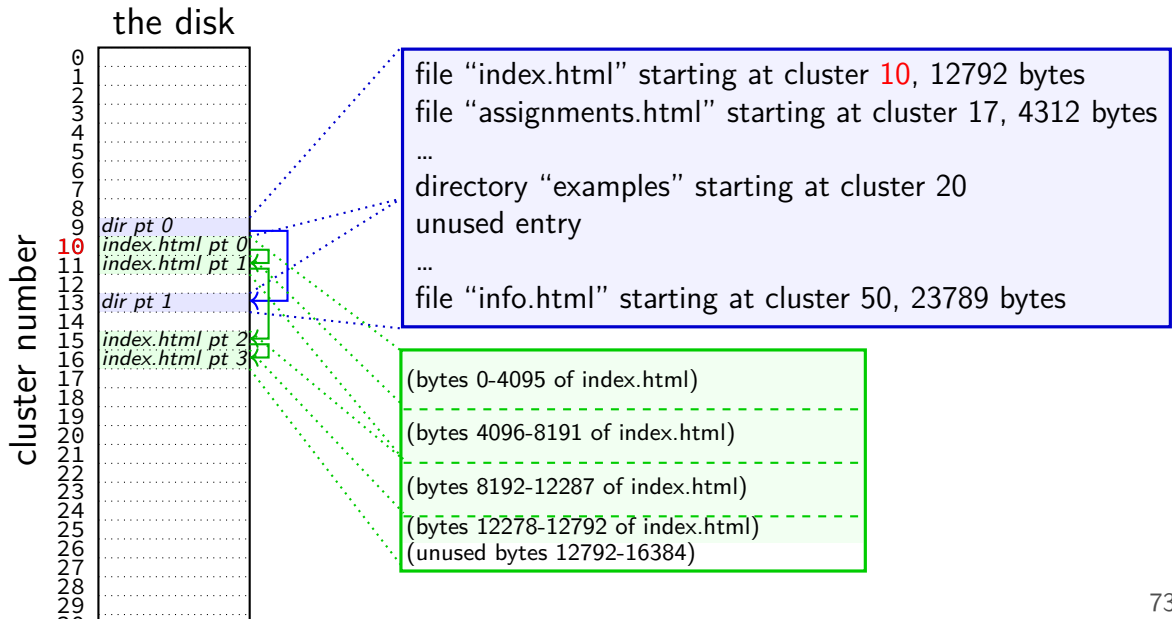 the disk
cluster number
0
1
2
3
4
5
6
7
8
9
10
11
12
13
14
15
16
17
18
19
20
21
22
23
24
25
26
27
28
29
dir pt 0
index.html pt 0
index.html pt 1
dir pt 1
index.html pt 2
index.html pt 3
file “index.html” starting at cluster 10, 12792 bytes
file “assignments.html” starting at cluster 17, 4312 bytes
…
directory “examples” starting at cluster 20
unused entry
…
file “info.html” starting at cluster 50, 23789 bytes
(bytes 0-4095 of index.html)
(bytes 4096-8191 of index.html)
(bytes 8192-12287 of index.html)
(bytes 12278-12792 of index.html)
(unused bytes 12792-16384)
73